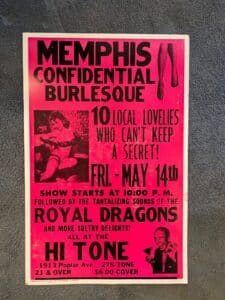 MEMPHIS
CONFIDENTIAL
BURLESQUE
10 LOCAL LOVELIES
WHO CAN'T KEEP
A SECRET!
FRI. - MAY 14th
SHOW STARTS AT 10:00 P.M.
FOLLOWED BY THE TANTALIZING SOUNDS OF THE
ROYAL DRAGONS
AND MORE SULTRY DELIGHTS!
ALL AT THE
HI TONE
1913 Poplar Ave 278-TONE
21 & OVER $6.00 COVER